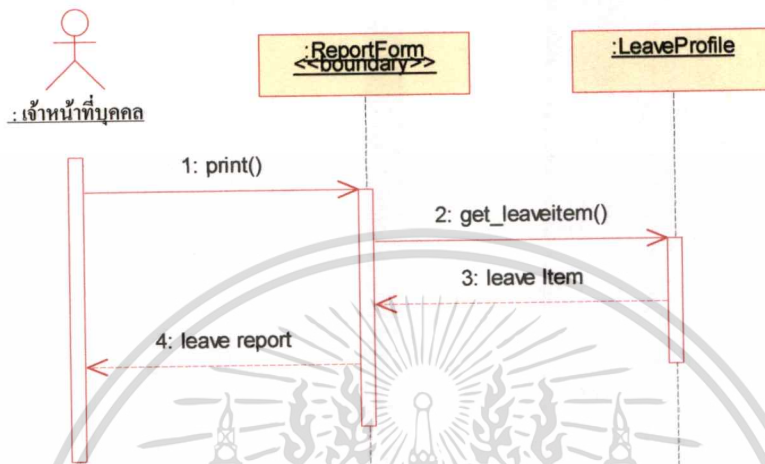 :ReportForm
<<boundary>>
:LeaveProfile
: เจ้าหน้าที่บุคคล
1: print()
2: get_leaveitem()
3: leave Item
4: leave report